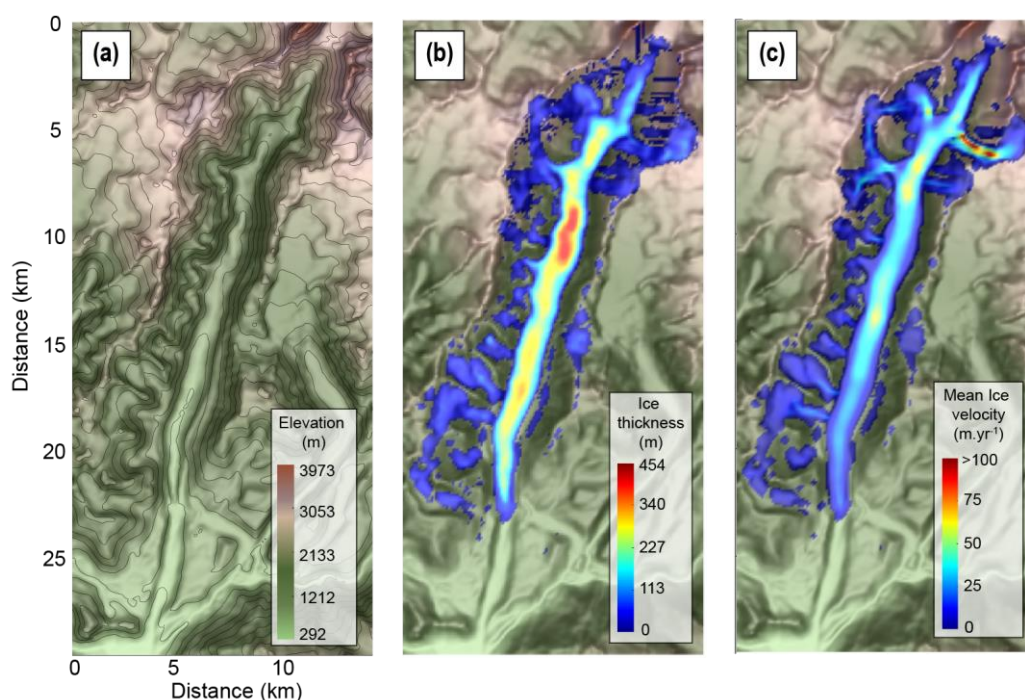 (a)
(b)
(c)
0
5
10
15
20
25
Distance (km)
0
5
10
Distance (km)
Elevation
(m)
3973
3053
2133
1212
292
Ice
thickness
(m)
454
340
227
113
0
Mean Ice
velocity
(m.yr⁻¹)
>100
75
50
25
0